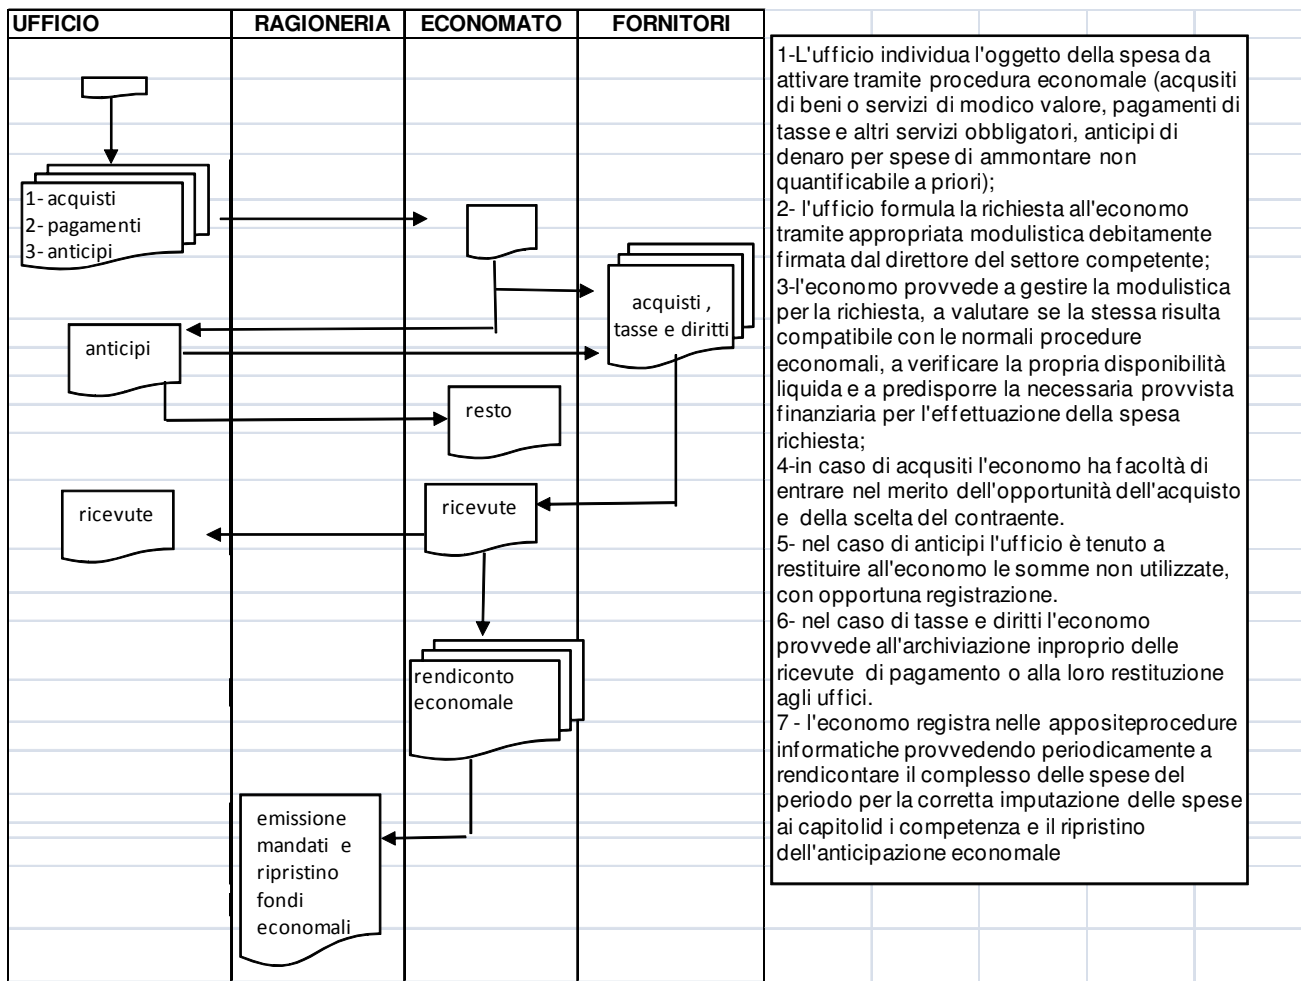 UFFICIO
RAGIONERIA
ECONOMATO
FORNITORI
1- acquisti
2- pagamenti
3- anticipi
acquisti ,
tasse e diritti
anticipi
resto
ricevute
ricevute
rendiconto
economale
emissione
mandati e
ripristino
fondi
economali
1-L'ufficio individua l'oggetto della spesa da
attivare tramite procedura economale (acqusiti
di beni o servizi di modico valore, pagamenti di
tasse e altri servizi obbligatori, anticipi di
denaro per spese di ammontare non
quantificabile a priori);
2- l'ufficio formula la richiesta all'economo
tramite appropriata modulistica debitamente
firmata dal direttore del settore competente;
3-l'economo provvede a gestire la modulistica
per la richiesta, a valutare se la stessa risulta
compatibile con le normali procedure
economali, a verificare la propria disponibilità
liquida e a predisporre la necessaria provvista
finanziaria per l'effettuazione della spesa
richiesta;
4-in caso di acqusiti l'economo ha facoltà di
entrare nel merito dell'opportunità dell'acquisto
e della scelta del contraente.
5- nel caso di anticipi l'ufficio è tenuto a
restituire all'economo le somme non utilizzate,
con opportuna registrazione.
6- nel caso di tasse e diritti l'economo
provvede all'archiviazione inproprio delle
ricevute di pagamento o alla loro restituzione
agli uffici.
7 - l'economo registra nelle appositeprocedure
informatiche provvedendo periodicamente a
rendicontare il complesso delle spese del
periodo per la corretta imputazione delle spese
ai capitolid i competenza e il ripristino
dell'anticipazione economale